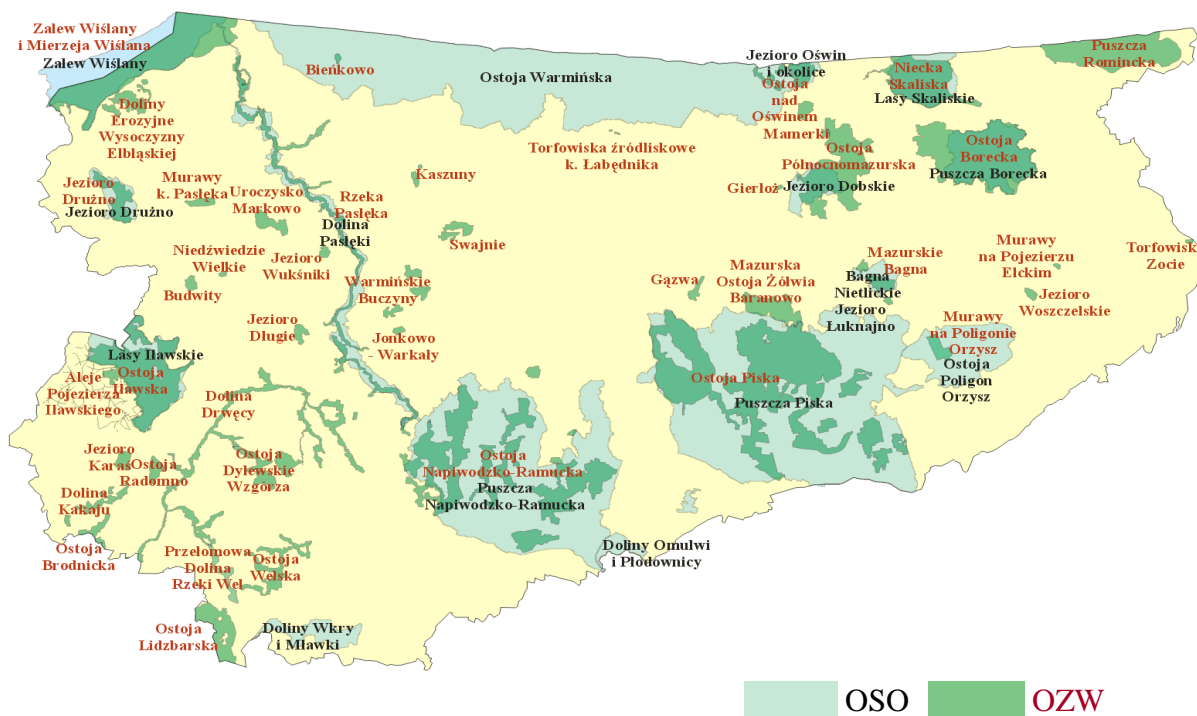 Zalew Wiślany
i Mierzeja Wiślana
Zalew Wiślany
Bieńkowo
Ostoja Warmińska
Jezioro Oświn
i okolice
Ostoja
nad
Oświnem
Mamerki
Niecka
Skaliska
Lasy Skaliskie
Puszcza
Romincka
Doliny
Erozyjne
Wysoczyzny
Elbląskiej
Torfowiska źródliskowe
k. Łabędnika
Ostoja
Północnomazurska
Gierłoż
Jezioro Dobskie
Ostoja
Borecka
Puszcza Borecka
Jezioro
Drużno
Jezioro Drużno
Murawy
k. Pasłęka
Uroczysko
Markowo
Rzeka
Pasłęka
Dolina
Pasłęki
Kaszuny
Swajnie
Niedźwiedzie
Wielkie
Budwity
Jezioro
Wukśniki
Warmińskie
Buczyny
Gązwa
Mazurska
Ostoja Żółwia
Baranowo
Mazurskie
Bagna
Bagna
Nietlickie
Jezioro
Łuknajno
Murawy
na Pojezierzu
Ełckim
Torfowisko
Zocie
Jezioro
Woszczelskie
Jezioro
Długie
Jonkowo
- Warkały
Murawy
na Poligonie
Orzysz
Ostoja
Poligon
Orzysz
Lasy Iławskie
Ostoja
Iławska
Aleje
Pojezierza
Iławskiego
Dolina
Drwęcy
Ostoja Piska
Puszcza Piska
Jezioro
Karaś
Ostoja
Radomno
Ostoja
Dylewskie
Wzgórza
Ostoja
Napiwodzko-Ramucka
Puszcza
Napiwodzko-Ramucka
Dolina
Kakaju
Ostoja
Brodnicka
Przełomowa
Dolina
Rzeki Wel
Ostoja
Welska
Doliny Omulwi
i Płodownicy
Ostoja
Lidzbarska
Doliny Wkry
i Mławki
OSO
OZW